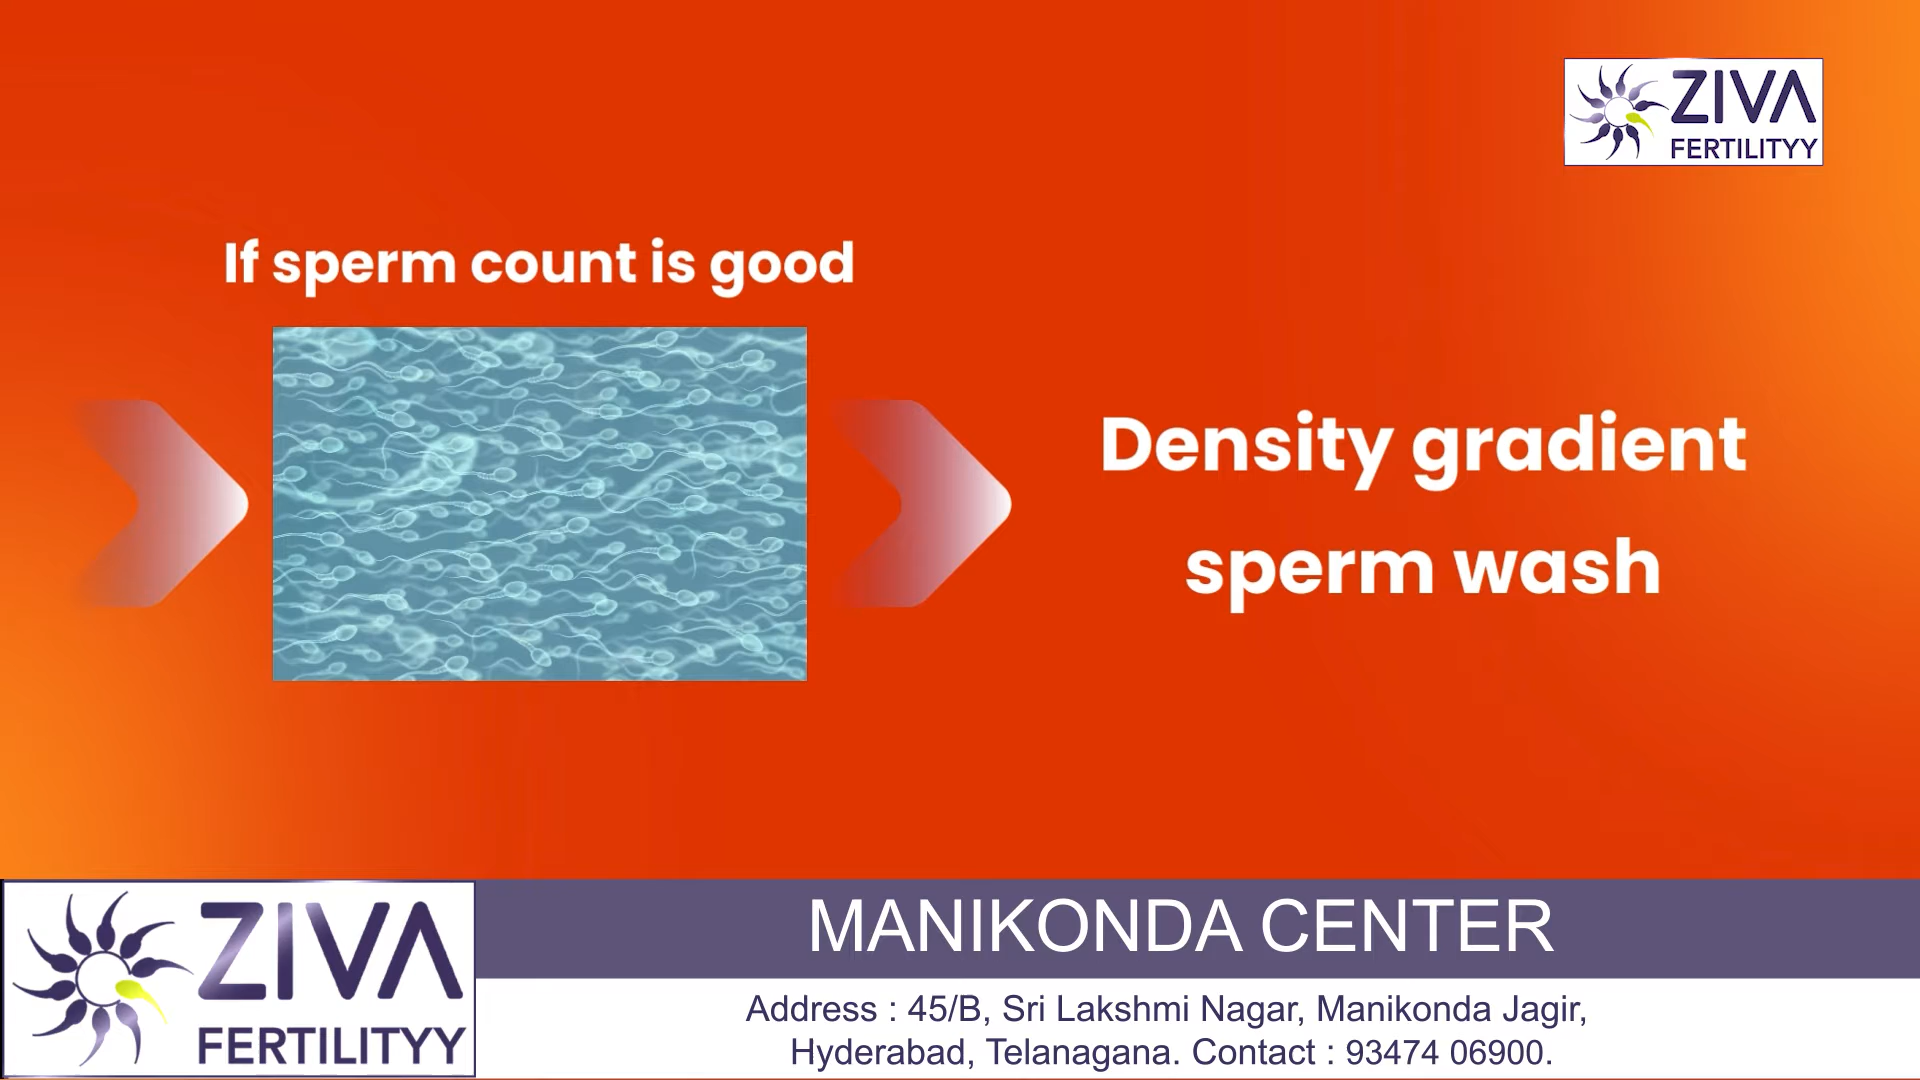 ZIVA
FERTILITYY
If sperm count is good
Density gradient
sperm wash
ZIVA
FERTILITYY
MANIKONDA CENTER
Address : 45/B, Sri Lakshmi Nagar, Manikonda Jagir,
Hyderabad, Telanagana. Contact : 93474 06900.